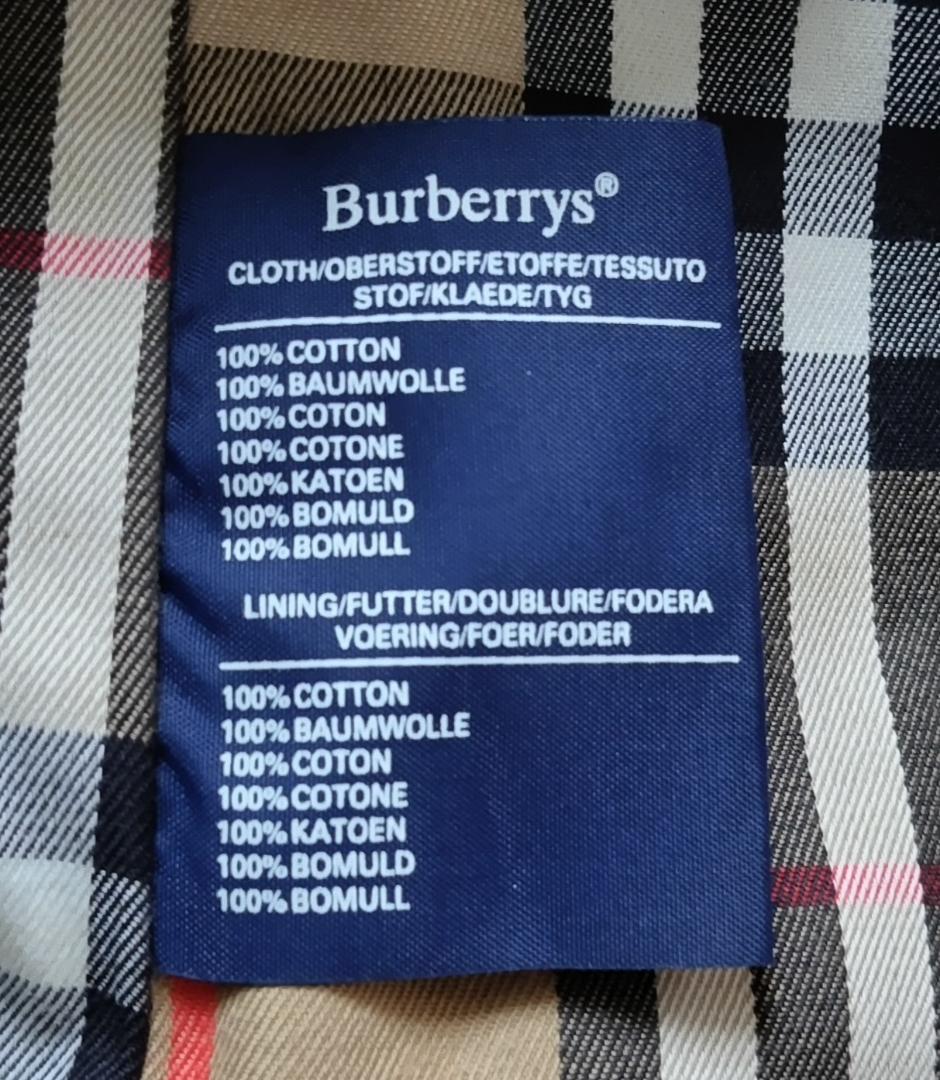 Burberrys®
CLOTH/OBERSTOFF/ETOFFE/TESSUTO
STOF/KLAEDE/TYG
100% COTTON
100% BAUMWOLLE
100% COTON
100% COTONE
100% KATOEN
100% BOMULD
100% BOMULL
LINING/FUTTER/DOUBLURE/FODERA
VOERING/FOER/FODER
100% COTTON
100% BAUMWOLLE
100% COTON
100% COTONE
100% KATOEN
100% BOMULD
100% BOMULL